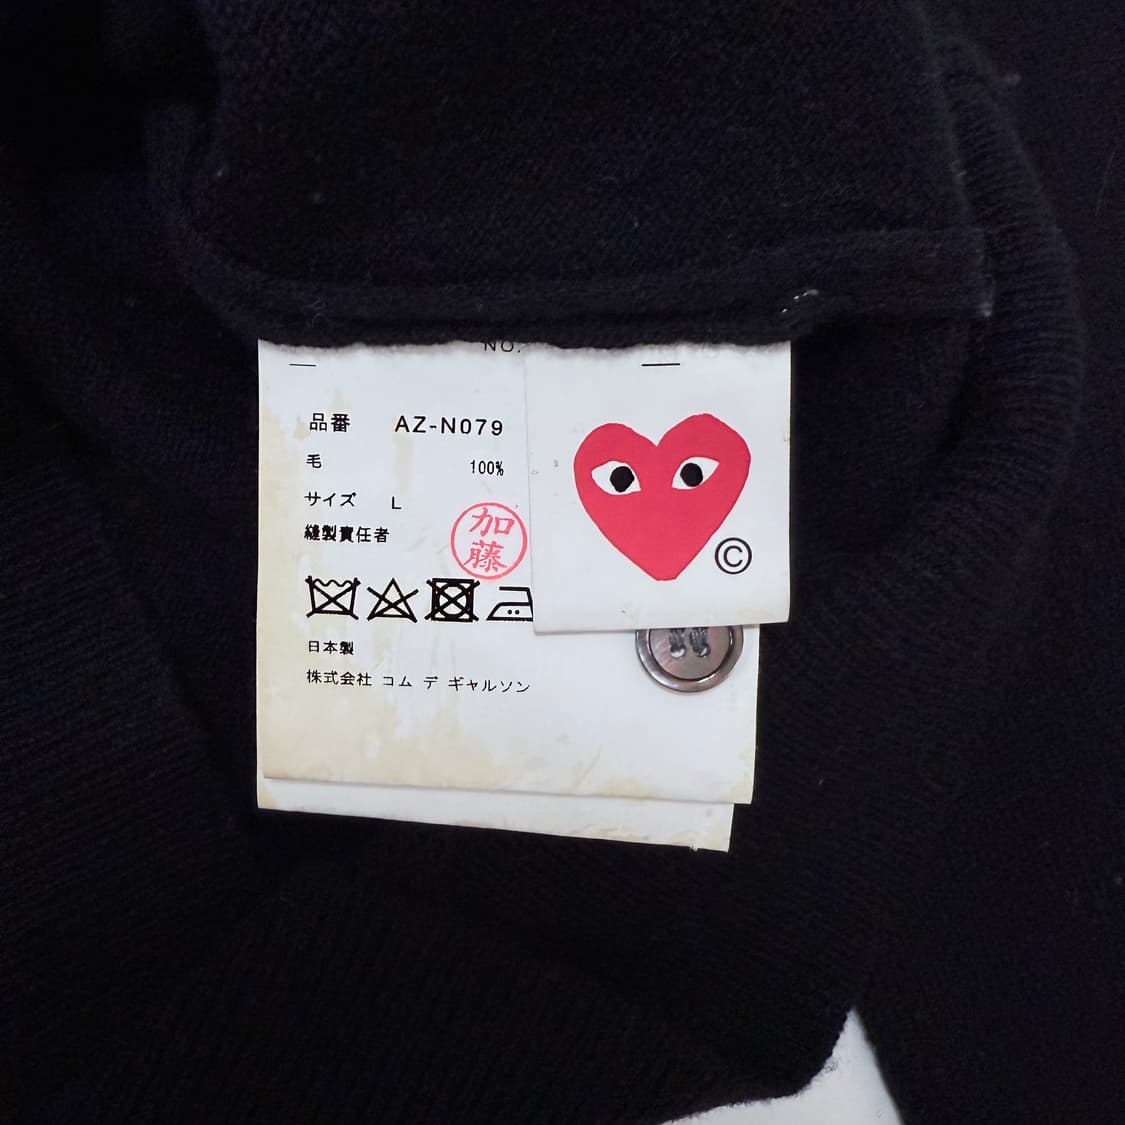 NO.
品番 AZ-N079
毛 100%
サイズ L
縫製責任者
加藤
日本製
株式会社 コム デ ギャルソン
©